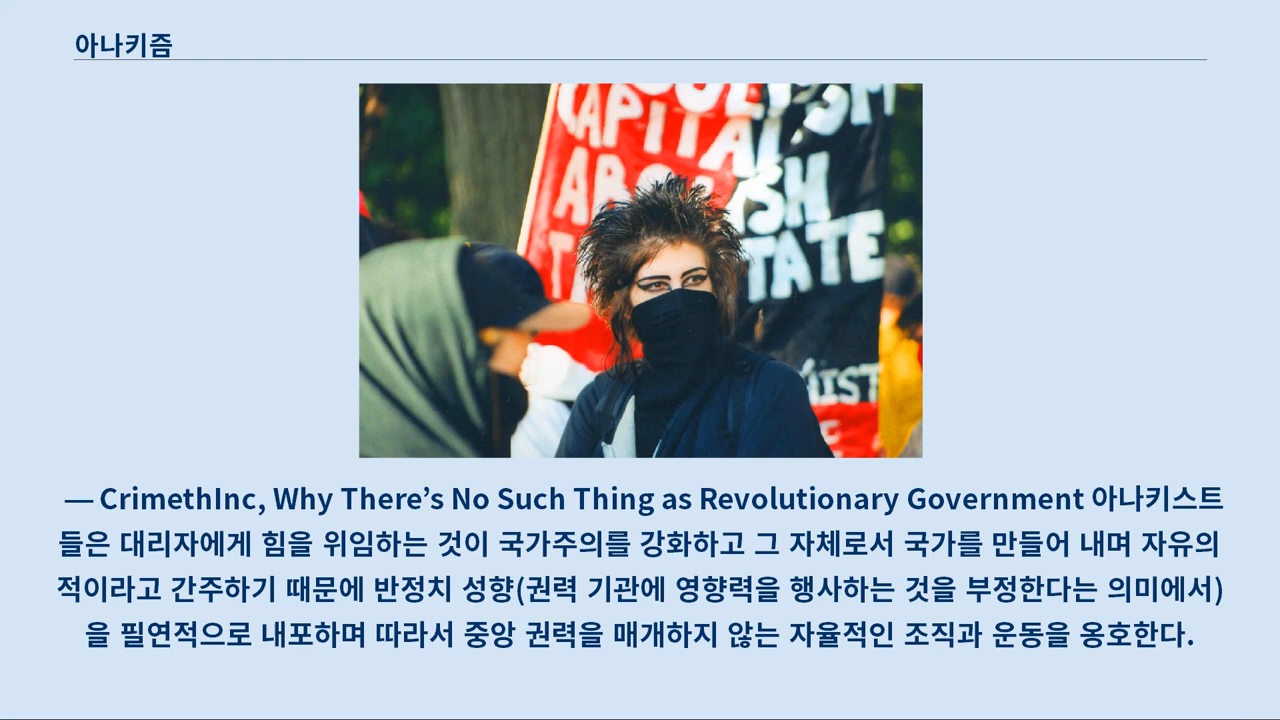 아나키즘
CAPITALISM
ABOLISH
TATE
— CrimethInc, Why There’s No Such Thing as Revolutionary Government 아나키스트
들은 대리자에게 힘을 위임하는 것이 국가주의를 강화하고 그 자체로서 국가를 만들어 내며 자유의
적이라고 간주하기 때문에 반정치 성향(권력 기관에 영향력을 행사하는 것을 부정한다는 의미에서)
을 필연적으로 내포하며 따라서 중앙 권력을 매개하지 않는 자율적인 조직과 운동을 옹호한다.